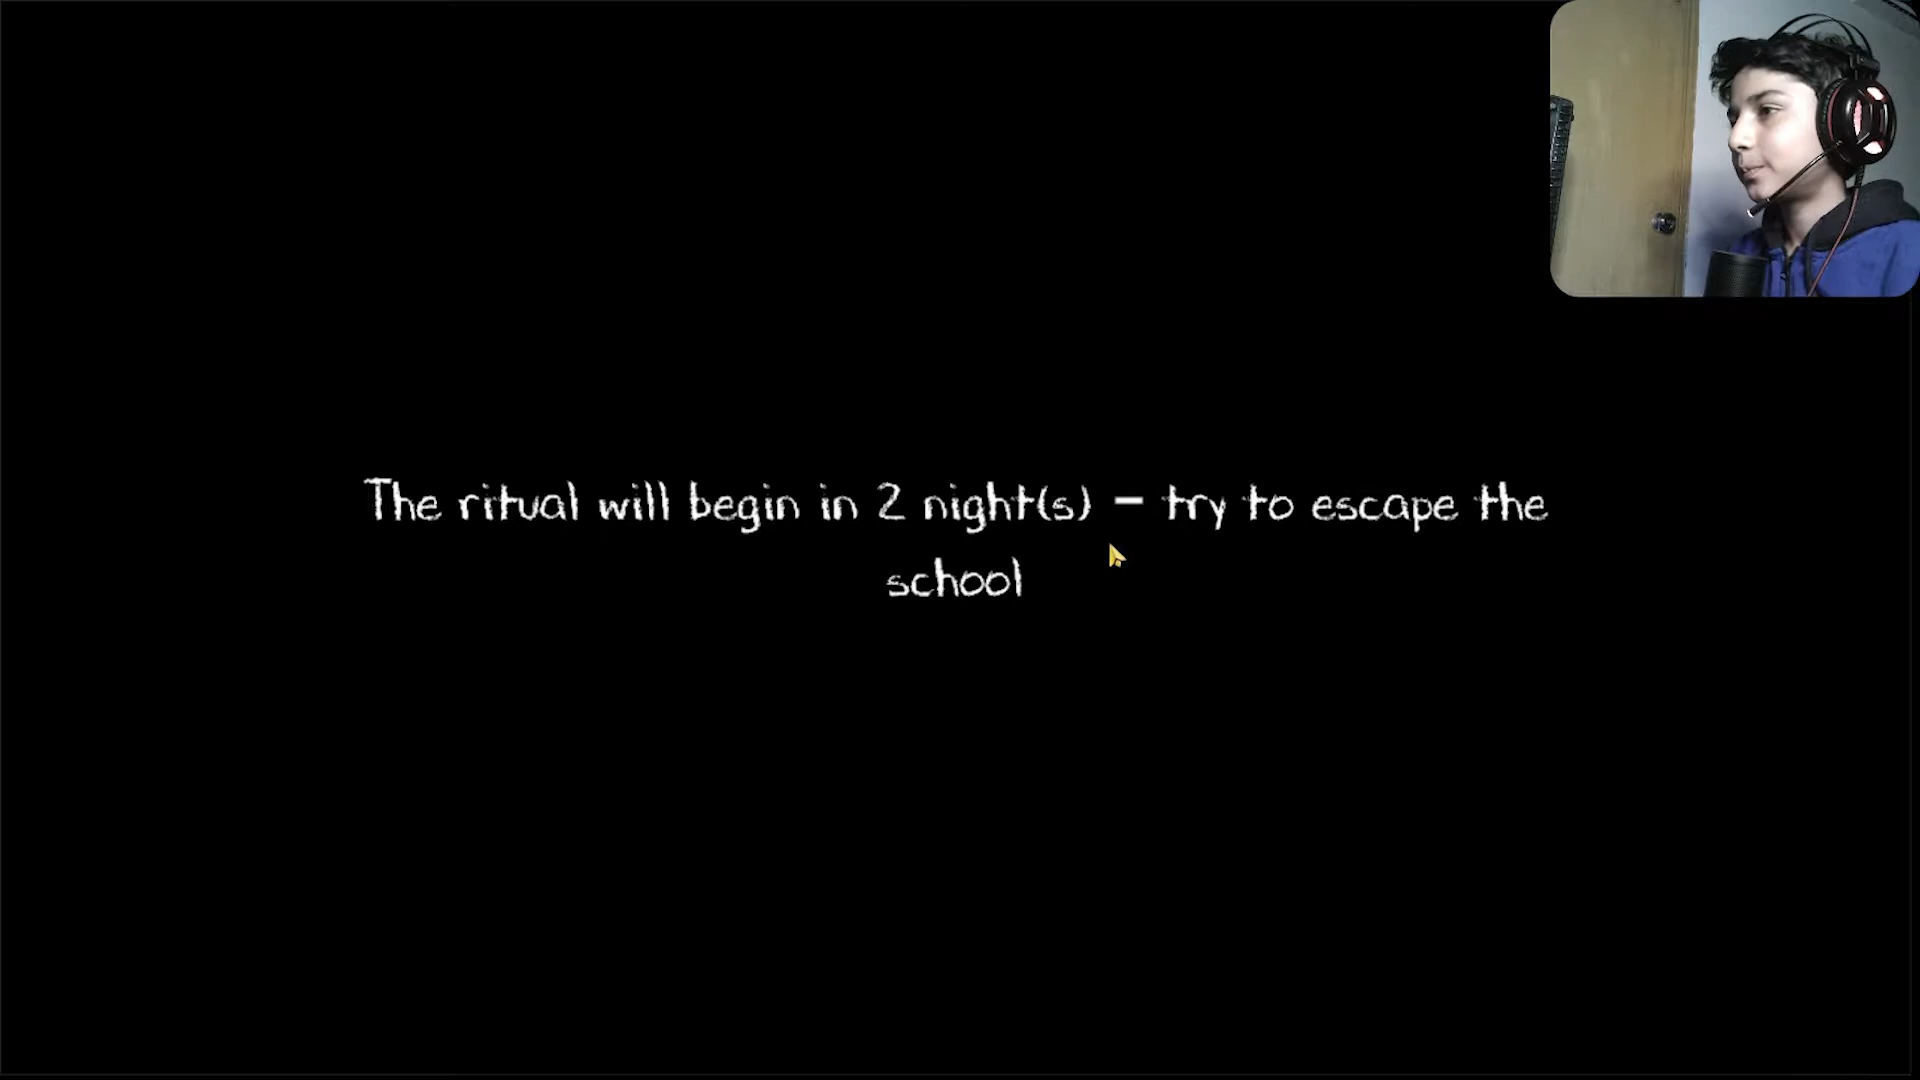 The ritual will begin in 2 night(s) - try to escape the
school